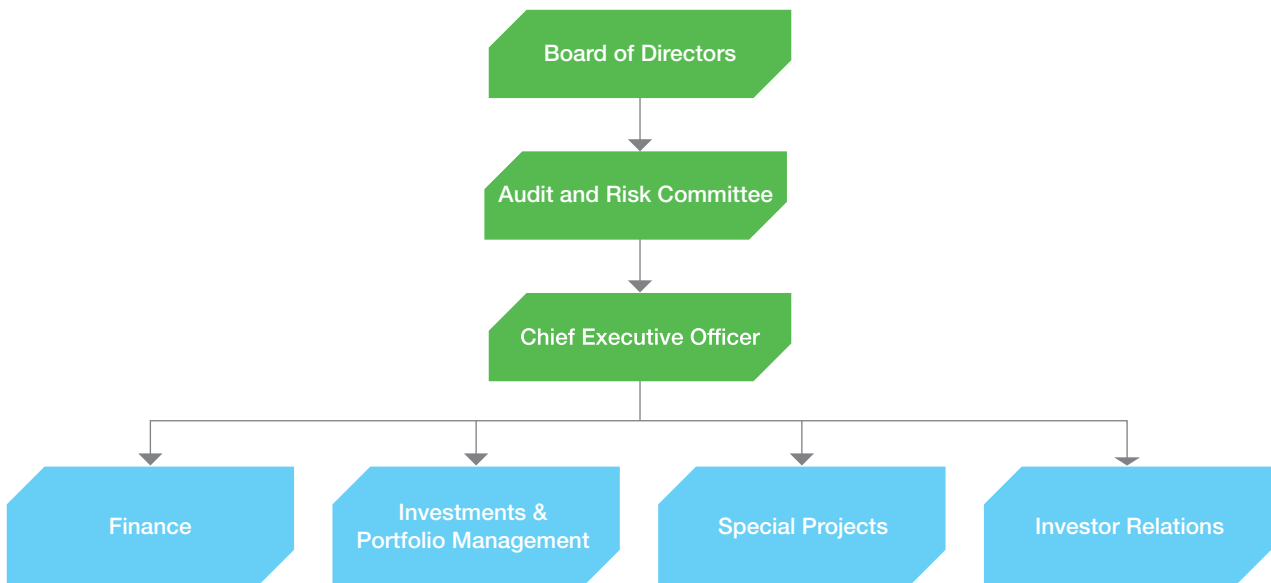 Board of Directors
Audit and Risk Committee
Chief Executive Officer
Finance
Investments &
Portfolio Management
Special Projects
Investor Relations